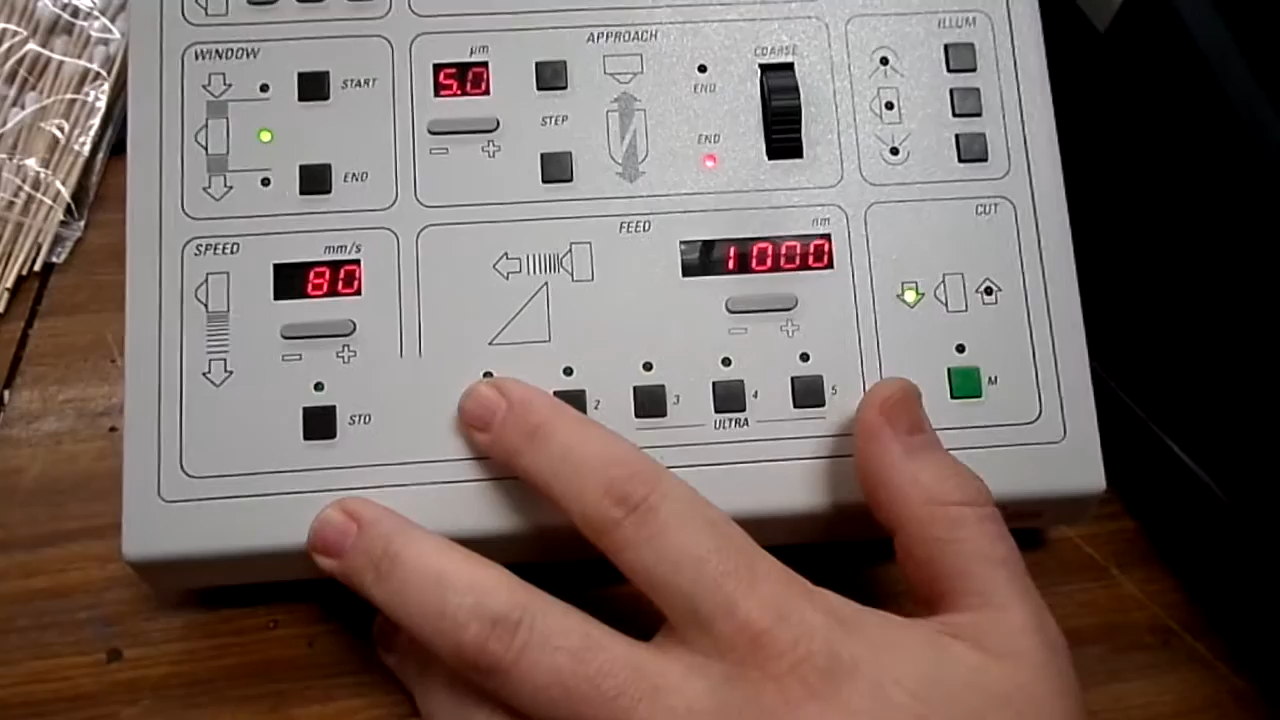 WINDOW
START
END
µm
5.0
APPROACH
STEP
END
END
COARSE
ILLUM
SPEED
mm/s
80
STD
FEED
nm
1000
2
3
4
5
ULTRA
CUT
M